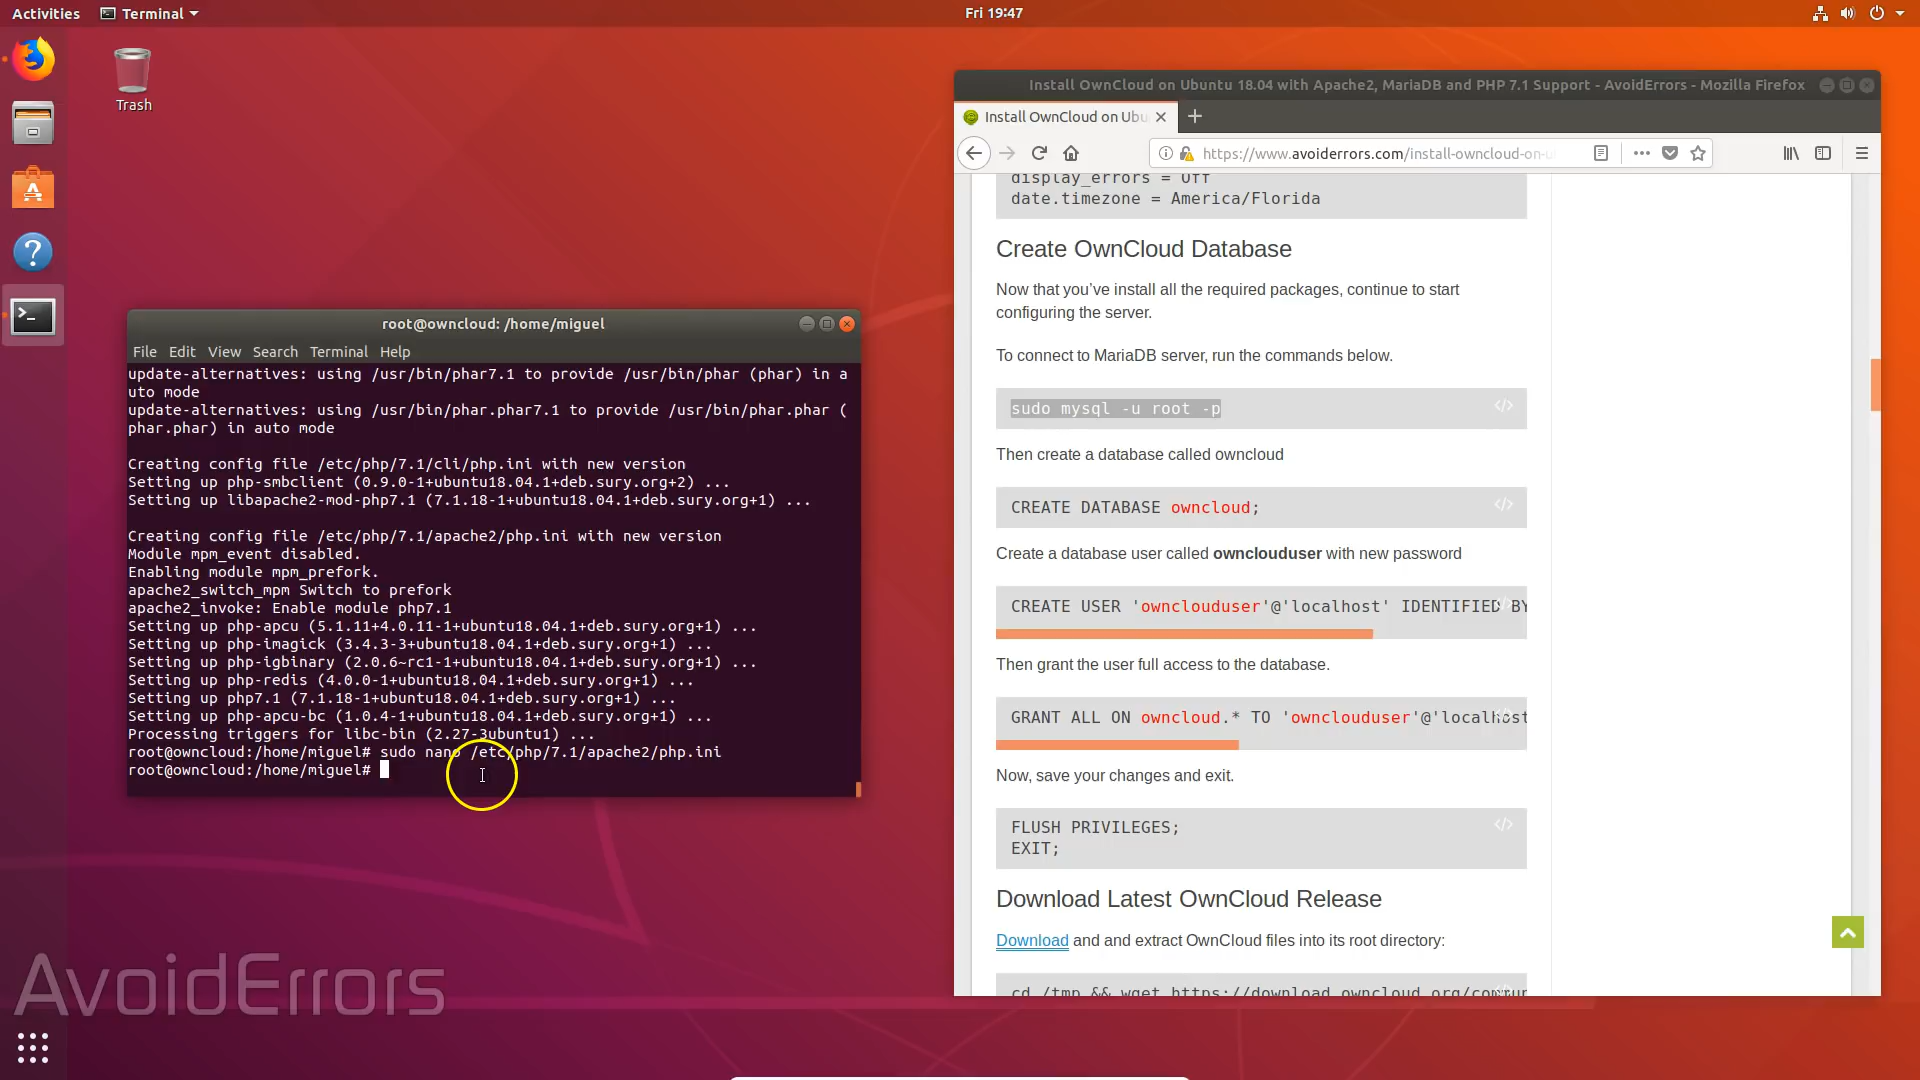 Activities
Terminal
Fri 19:47
Trash
root@owncloud: /home/miguel
File Edit View Search Terminal Help
update-alternatives: using /usr/bin/phar7.1 to provide /usr/bin/phar (phar) in a
uto mode
update-alternatives: using /usr/bin/phar.phar7.1 to provide /usr/bin/phar.phar (
phar.phar) in auto mode
Creating config file /etc/php/7.1/cli/php.ini with new version
Setting up php-smbclient (0.9.0-1+ubuntu18.04.1+deb.sury.org+2) ...
Setting up libapache2-mod-php7.1 (7.1.18-1+ubuntu18.04.1+deb.sury.org+1) ...
Creating config file /etc/php/7.1/apache2/php.ini with new version
Module mpm_event disabled.
Enabling module mpm_prefork.
apache2_switch_mpm Switch to prefork
apache2_invoke: Enable module php7.1
Setting up php-apcu (5.1.11+4.0.11-1+ubuntu18.04.1+deb.sury.org+1) ...
Setting up php-imagick (3.4.3-3+ubuntu18.04.1+deb.sury.org+1) ...
Setting up php-igbinary (2.0.6~rc1-1+ubuntu18.04.1+deb.sury.org+1) ...
Setting up php-redis (4.0.0-1+ubuntu18.04.1+deb.sury.org+1) ...
Setting up php7.1 (7.1.18-1+ubuntu18.04.1+deb.sury.org+1) ...
Setting up php-apcu-bc (1.0.4-1+ubuntu18.04.1+deb.sury.org+1) ...
Processing triggers for libc-bin (2.27-3ubuntu1) ...
root@owncloud:/home/miguel# sudo nano /etc/php/7.1/apache2/php.ini
root@owncloud:/home/miguel#
AvoidErrors
Install OwnCloud on Ubuntu 18.04 with Apache2, MariaDB and PHP 7.1 Support - AvoidErrors - Mozilla Firefox
Install OwnCloud on Ubu
https://www.avoiderrors.com/install-owncloud-on-u
display_errors = Off
date.timezone = America/Florida
Create OwnCloud Database
Now that you’ve install all the required packages, continue to start
configuring the server.
To connect to MariaDB server, run the commands below.
sudo mysql -u root -p
Then create a database called owncloud
CREATE DATABASE owncloud;
Create a database user called ownclouduser with new password
CREATE USER 'ownclouduser'@'localhost' IDENTIFIED BY
Then grant the user full access to the database.
GRANT ALL ON owncloud.* TO 'ownclouduser'@'localhost
Now, save your changes and exit.
FLUSH PRIVILEGES;
EXIT;
Download Latest OwnCloud Release
Download and and extract OwnCloud files into its root directory:
cd /tmp && wget https://download.owncloud.org/commun